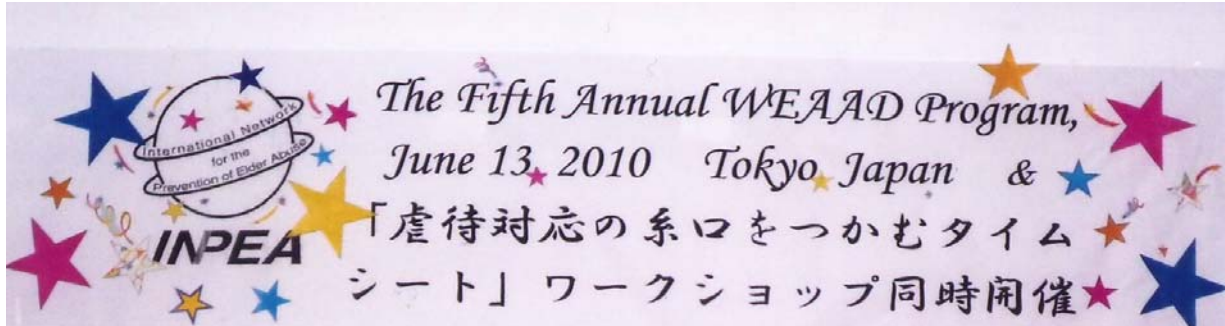 International Network
for the
Prevention of Elder Abuse
INPEA
The Fifth Annual WEAAD Program,
June 13, 2010 Tokyo, Japan &
「虐待対応の糸口をつかむタイム
シート」ワークショップ同時開催